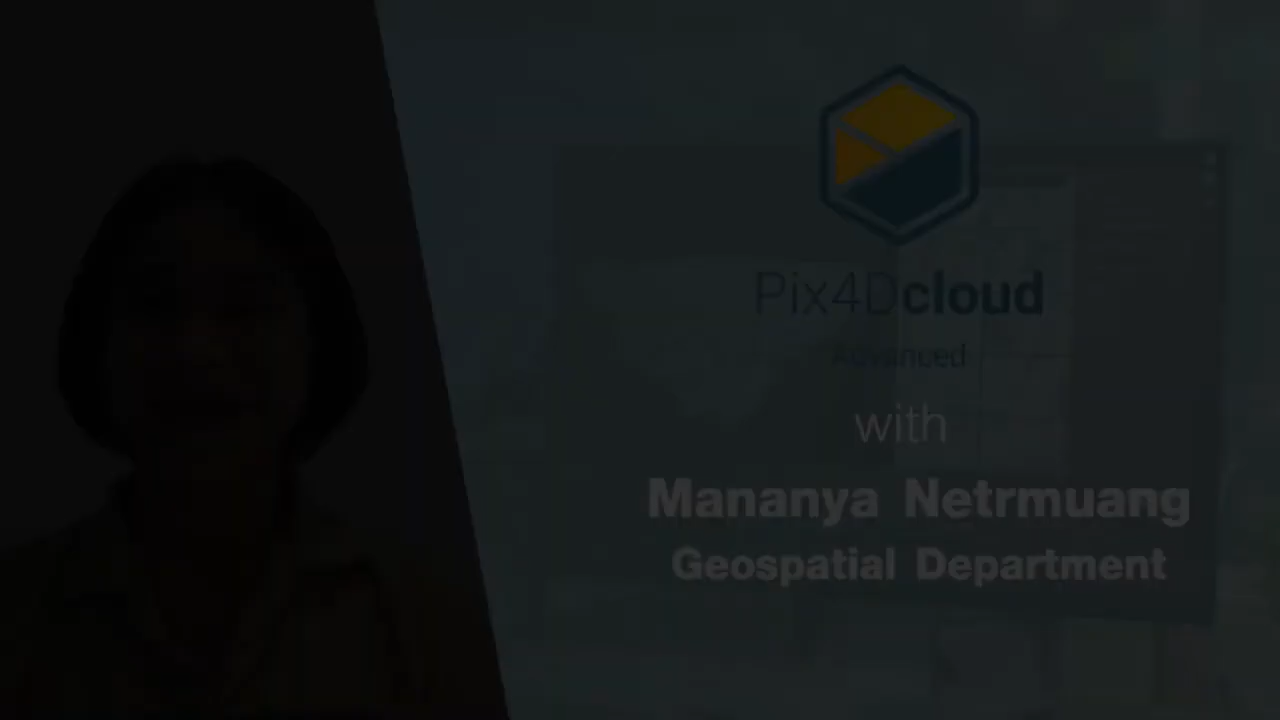 Pix4Dcloud
Advanced
with
Mananya Netrmuang
Geospatial Department